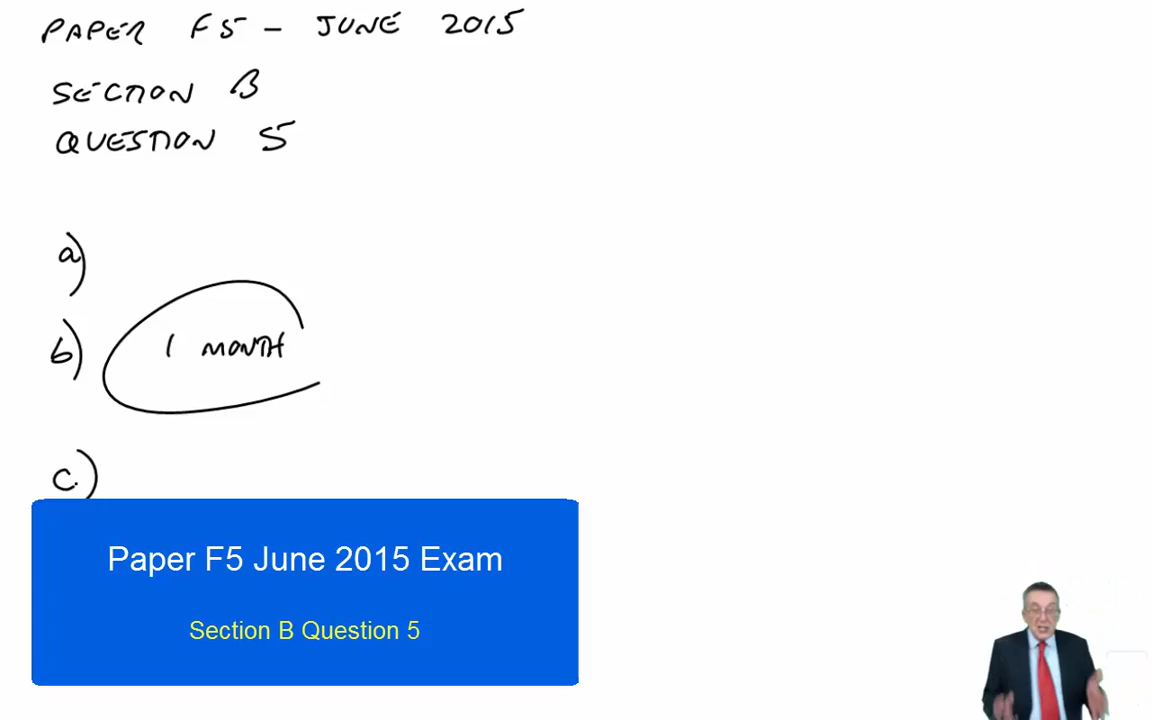 PAPER F5 - JUNE 2015
SECTION B
QUESTION 5
a)
b) 1 MONTH
c)
Paper F5 June 2015 Exam
Section B Question 5